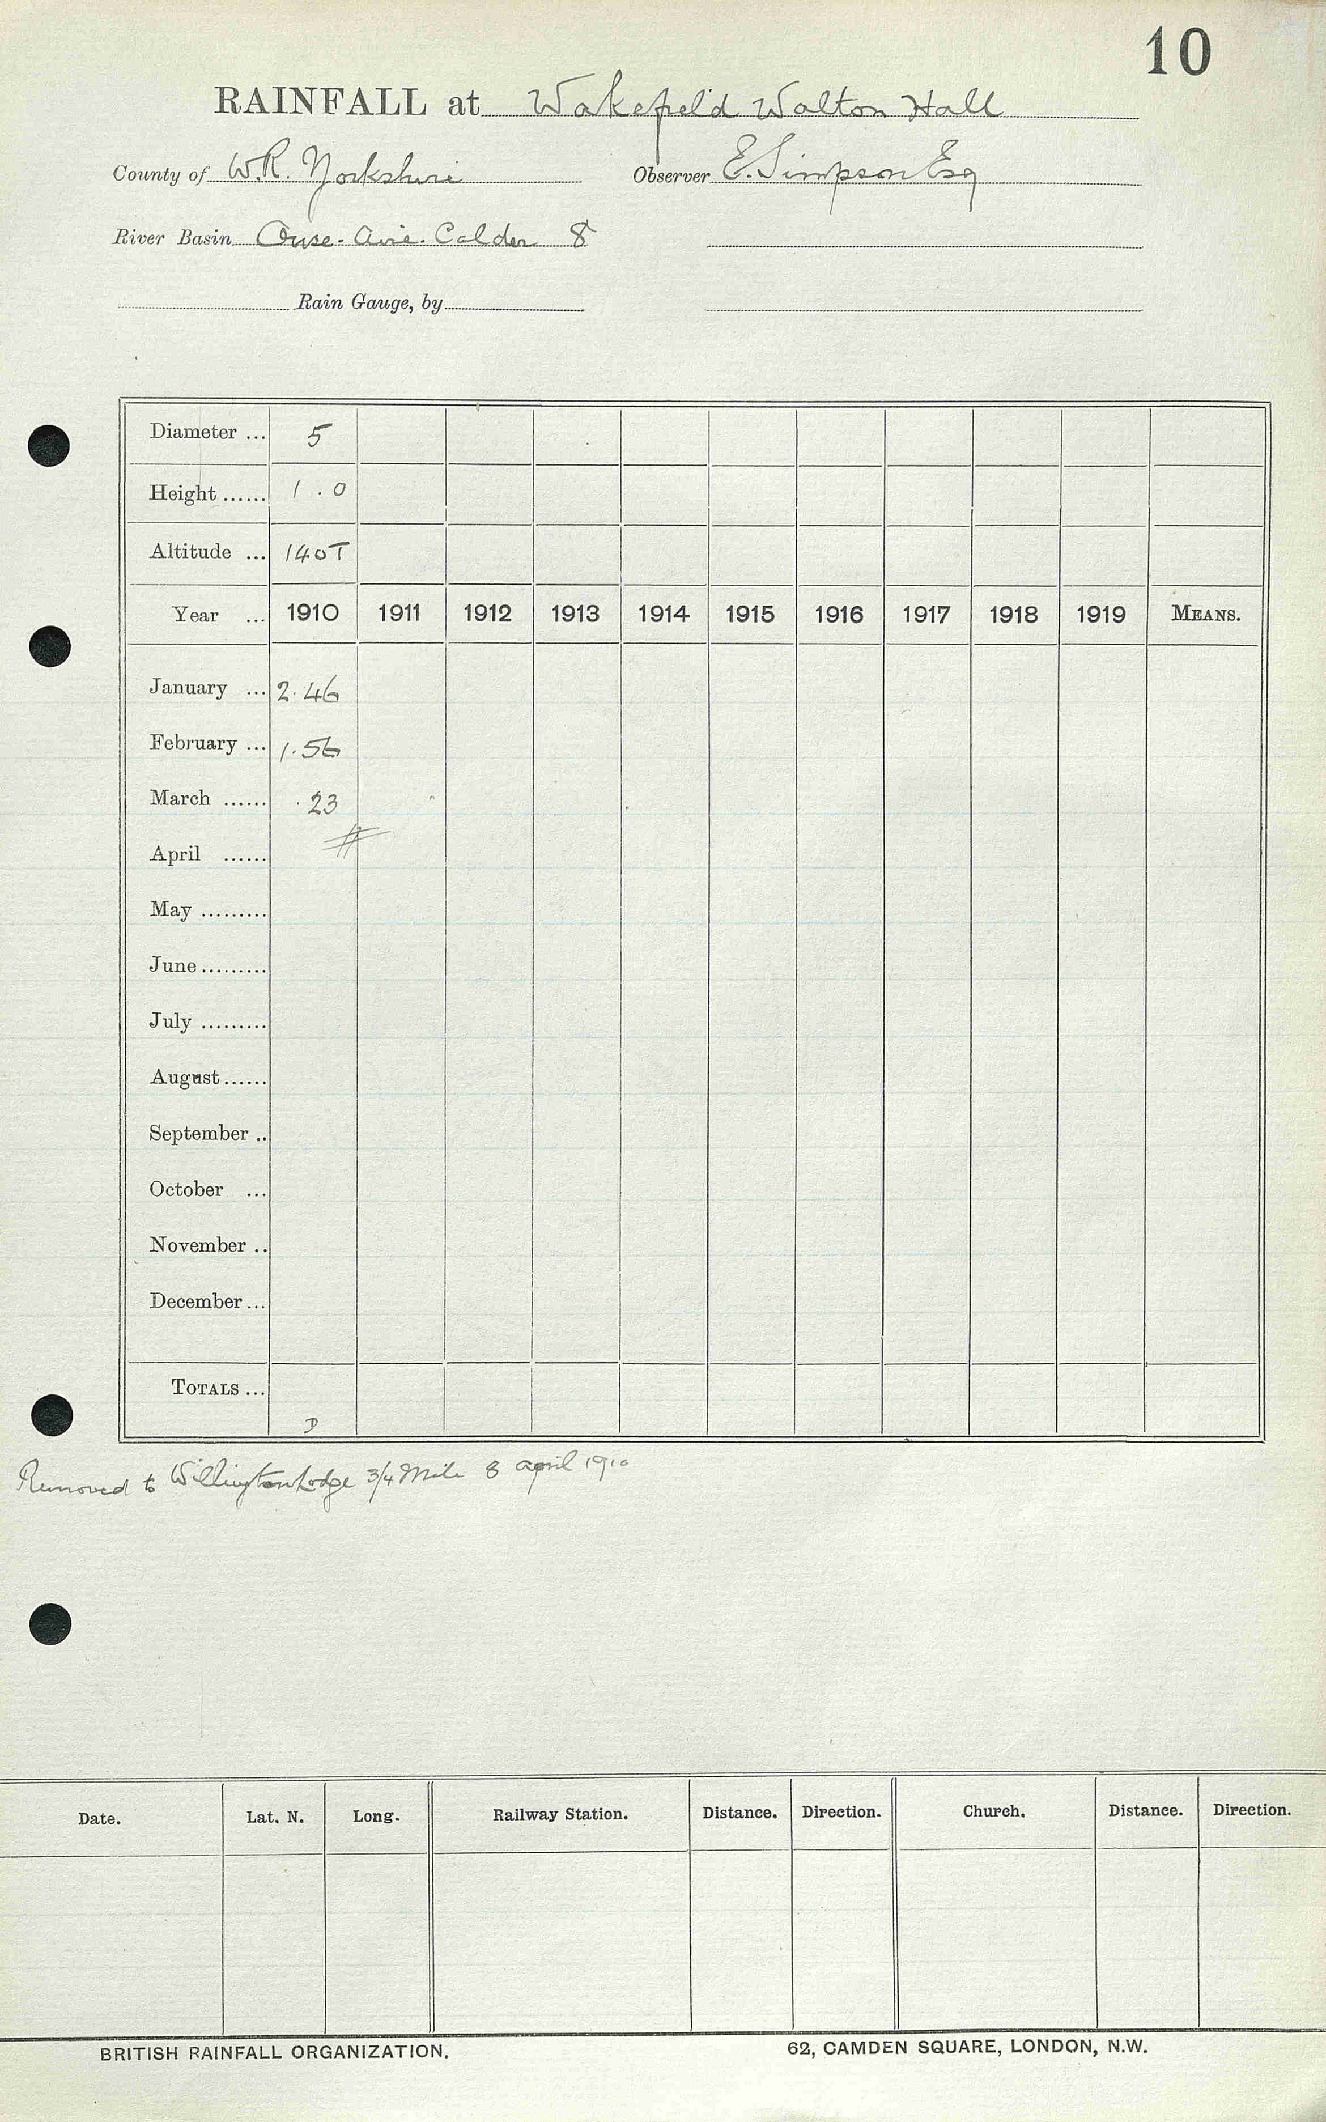 10
RAINFALL at Wakefield Walton Hall
County of W.R. Yorkshire Observer E. Simpson Esq
River Basin Ouse - Aire - Calder 8
Rain Gauge, by
Diameter ... 5
Height ...... 1 . 0
Altitude ... 140T
Year ... 1910 1911 1912 1913 1914 1915 1916 1917 1918 1919 MEANS.
January ... 2.46
February ... 1.56
March ...... .23
April ......
May .........
June .........
July .........
August ......
September ..
October ...
November ..
December ...
TOTALS ...
D
Removed to Lodge 3/4 Mile 8 April 1910
Date. Lat. N. Long. Railway Station. Distance. Direction. Church. Distance. Direction.
BRITISH RAINFALL ORGANIZATION. 62, CAMDEN SQUARE, LONDON, N.W.